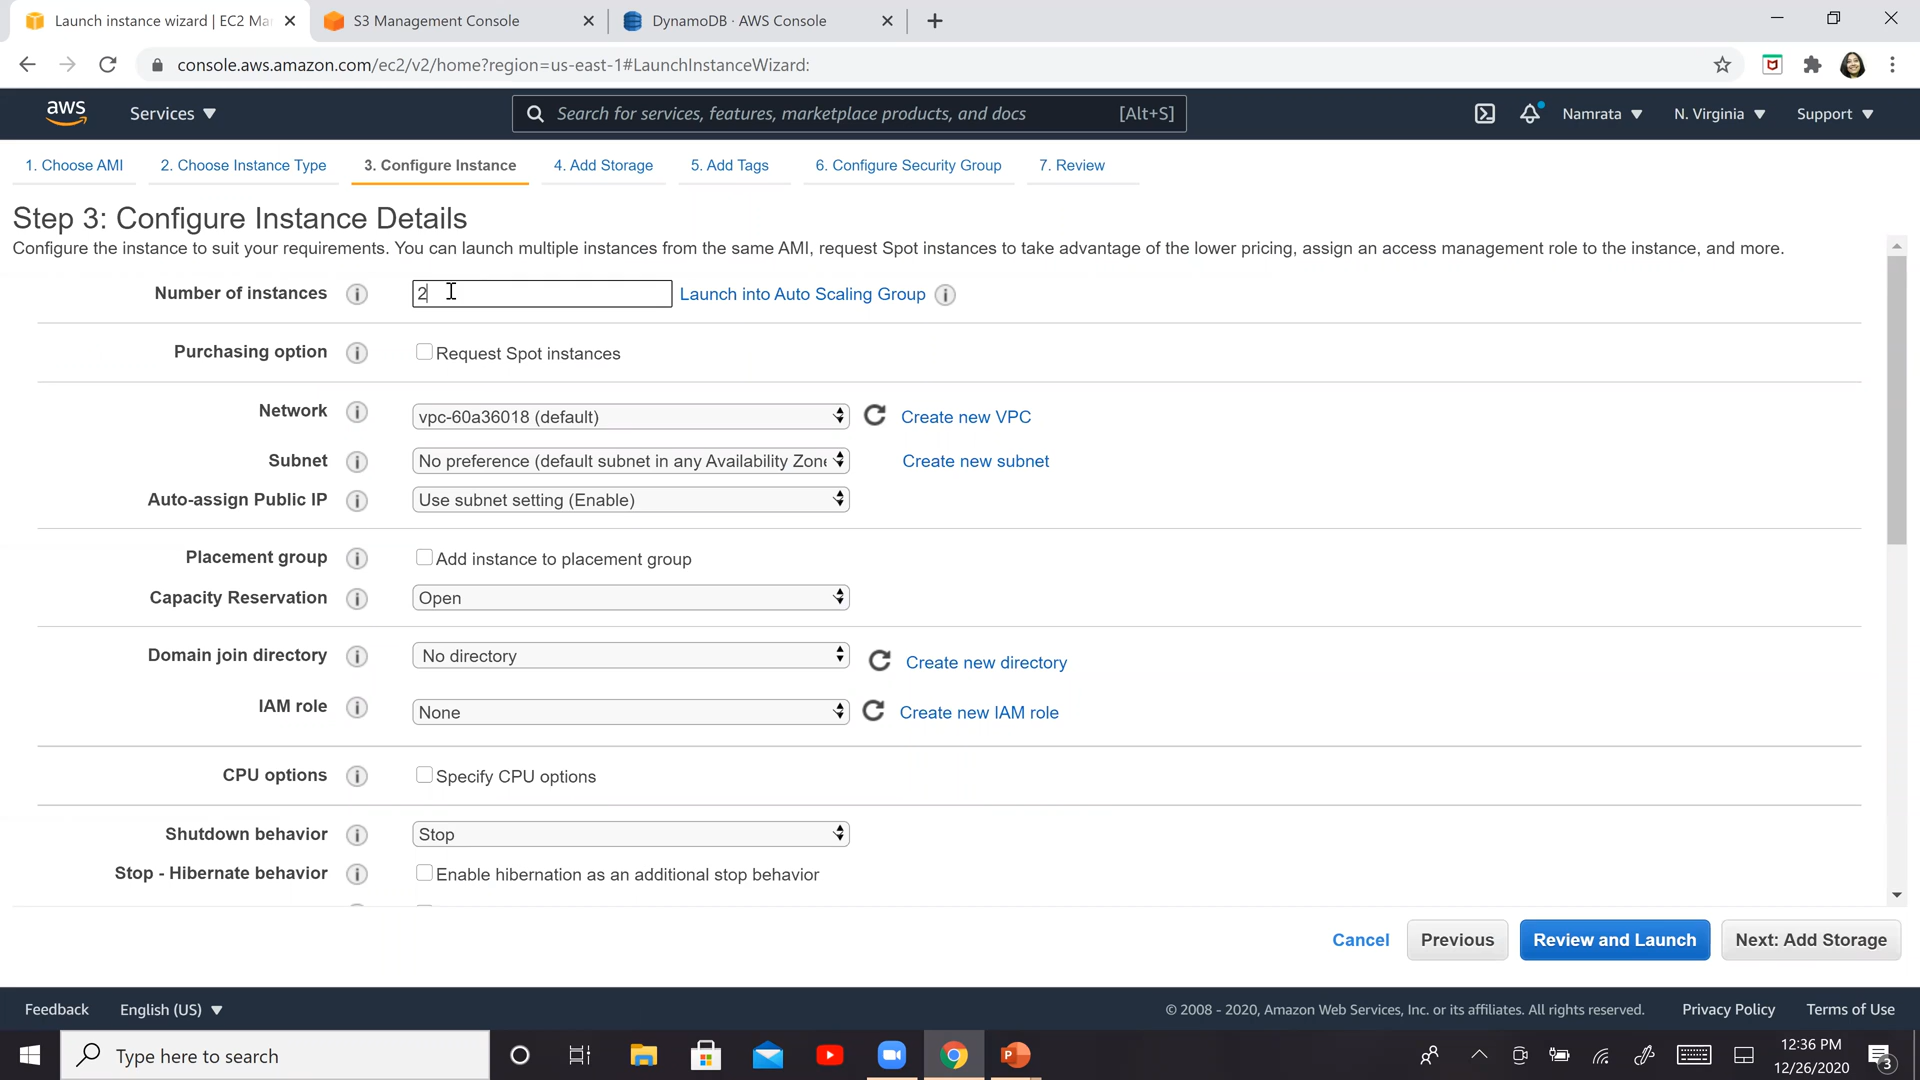 Launch instance wizard | EC2 Ma
S3 Management Console
DynamoDB · AWS Console
console.aws.amazon.com/ec2/v2/home?region=us-east-1#LaunchInstanceWizard:
aws
Services
Search for services, features, marketplace products, and docs
[Alt+S]
Namrata
N. Virginia
Support
1. Choose AMI
2. Choose Instance Type
3. Configure Instance
4. Add Storage
5. Add Tags
6. Configure Security Group
7. Review
Step 3: Configure Instance Details
Configure the instance to suit your requirements. You can launch multiple instances from the same AMI, request Spot instances to take advantage of the lower pricing, assign an access management role to the instance, and more.
Number of instances
2
Launch into Auto Scaling Group
Purchasing option
Request Spot instances
Network
vpc-60a36018 (default)
Create new VPC
Subnet
No preference (default subnet in any Availability Zone
Create new subnet
Auto-assign Public IP
Use subnet setting (Enable)
Placement group
Add instance to placement group
Capacity Reservation
Open
Domain join directory
No directory
Create new directory
IAM role
None
Create new IAM role
CPU options
Specify CPU options
Shutdown behavior
Stop
Stop - Hibernate behavior
Enable hibernation as an additional stop behavior
Cancel
Previous
Review and Launch
Next: Add Storage
Feedback
English (US)
© 2008 - 2020, Amazon Web Services, Inc. or its affiliates. All rights reserved.
Privacy Policy
Terms of Use
Type here to search
12:36 PM
12/26/2020
3